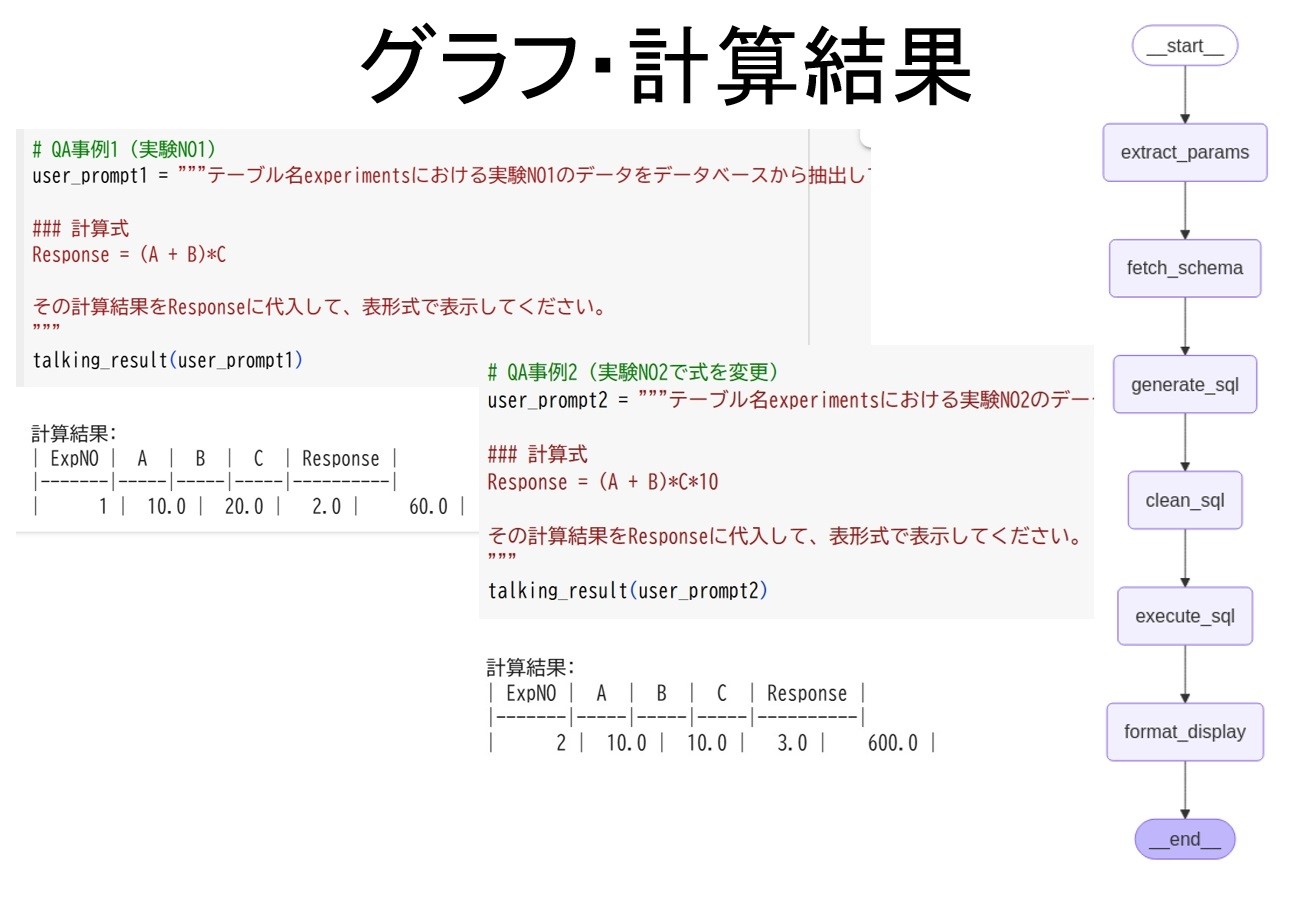 グラフ・計算結果
# QA事例1（実験NO1）
user_prompt1 = """テーブル名experimentsにおける実験NO1のデータをデータベースから抽出し
### 計算式
Response = (A + B)*C
その計算結果をResponseに代入して、表形式で表示してください。
"""
talking_result(user_prompt1)
計算結果:
| ExpNO | A | B | C | Response |
|-------|-----|-----|-----|----------|
| 1 | 10.0 | 20.0 | 2.0 | 60.0 |
# QA事例2（実験NO2で式を変更）
user_prompt2 = """テーブル名experimentsにおける実験NO2のデー
### 計算式
Response = (A + B)*C*10
その計算結果をResponseに代入して、表形式で表示してください。
"""
talking_result(user_prompt2)
計算結果:
| ExpNO | A | B | C | Response |
|-------|-----|-----|-----|----------|
| 2 | 10.0 | 10.0 | 3.0 | 600.0 |
__start__
extract_params
fetch_schema
generate_sql
clean_sql
execute_sql
format_display
__end__